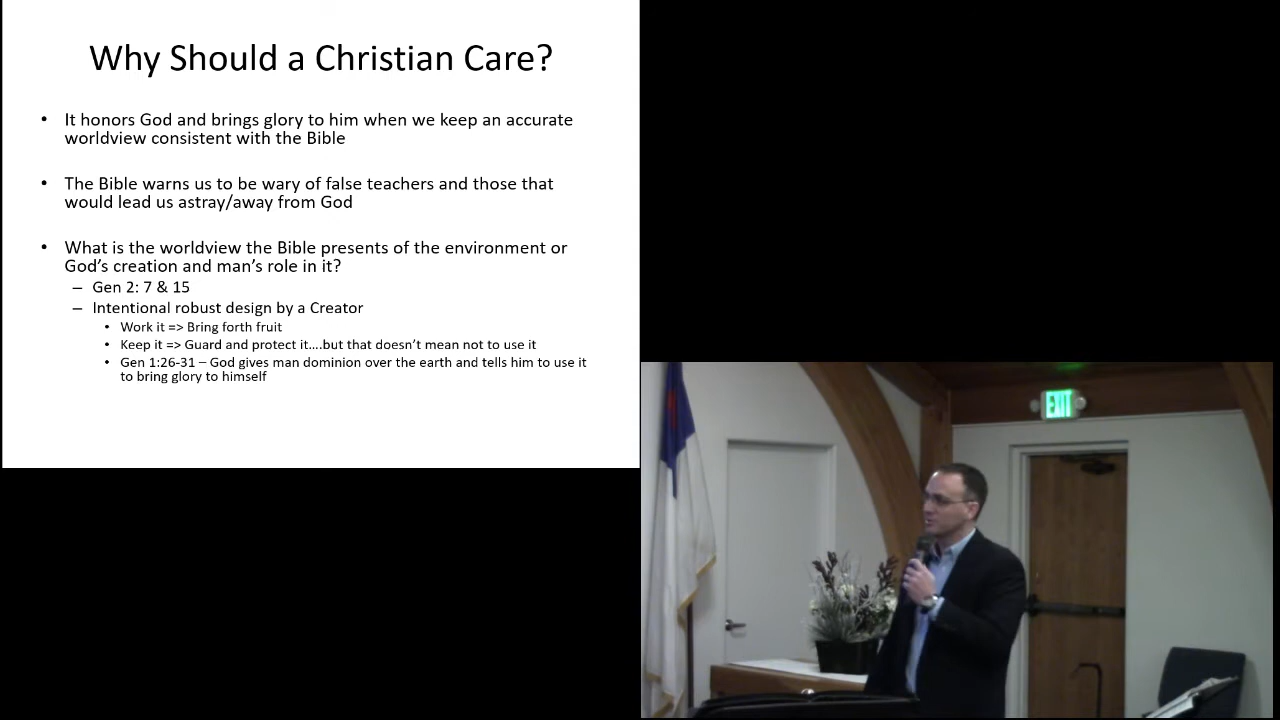 Why Should a Christian Care?
• It honors God and brings glory to him when we keep an accurate
worldview consistent with the Bible
• The Bible warns us to be wary of false teachers and those that
would lead us astray/away from God
• What is the worldview the Bible presents of the environment or
God's creation and man's role in it?
– Gen 2: 7 & 15
– Intentional robust design by a Creator
• Work it => Bring forth fruit
• Keep it => Guard and protect it....but that doesn't mean not to use it
• Gen 1:26-31 – God gives man dominion over the earth and tells him to use it
to bring glory to himself
EXIT